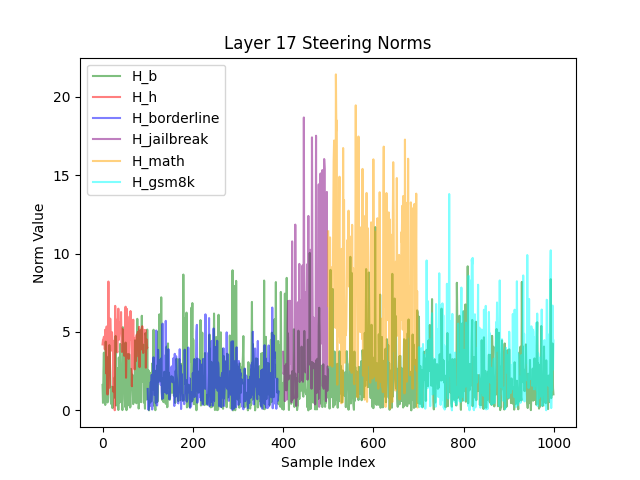 Layer 17 Steering Norms
H_b
H_h
H_borderline
H_jailbreak
H_math
H_gsm8k
20
15
10
5
0
Norm Value
0 200 400 600 800 1000
Sample Index